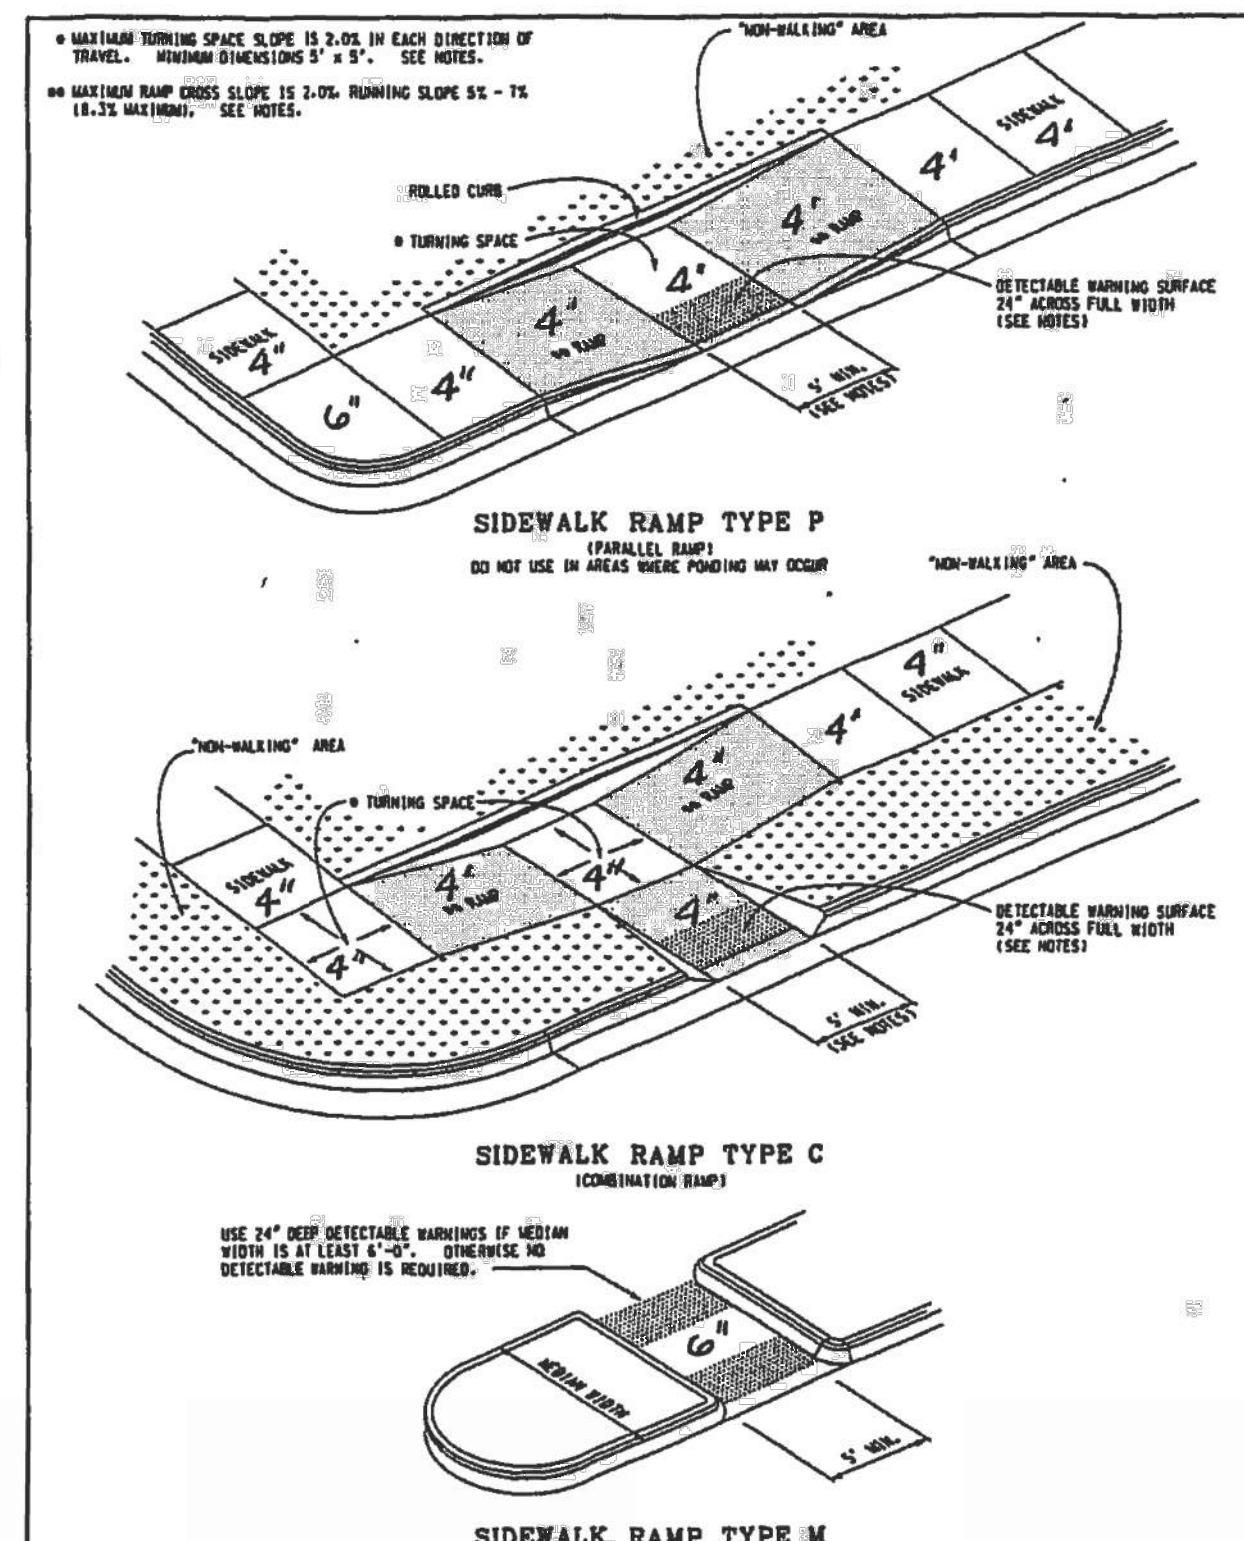 * MAXIMUM TURNING SPACE SLOPE IS 2.0% IN EACH DIRECTION OF
TRAVEL. MINIMUM DIMENSIONS 5' x 5'. SEE NOTES.
** MAXIMUM RAMP CROSS SLOPE IS 2.0%. RUNNING SLOPE 5% - 7%
(8.3% MAXIMUM). SEE NOTES.
"NON-WALKING" AREA
SIDEWALK
4"
4"
ROLLED CURB
4"
** RAMP
* TURNING SPACE
4"
DETECTABLE WARNING SURFACE
24" ACROSS FULL WIDTH
(SEE NOTES)
4"
** RAMP
SIDEWALK
4"
4"
6"
5' MIN.
(SEE NOTES)
SIDEWALK RAMP TYPE P
(PARALLEL RAMP)
DO NOT USE IN AREAS WHERE PONDING MAY OCCUR
"NON-WALKING" AREA
4"
SIDEWALK
4"
"NON-WALKING" AREA
4"
** RAMP
* TURNING SPACE
SIDEWALK
4"
4"
** RAMP
4"
4"
4"
DETECTABLE WARNING SURFACE
24" ACROSS FULL WIDTH
(SEE NOTES)
5' MIN.
(SEE NOTES)
SIDEWALK RAMP TYPE C
(COMBINATION RAMP)
USE 24" DEEP DETECTABLE WARNINGS IF MEDIAN
WIDTH IS AT LEAST 6'-0". OTHERWISE NO
DETECTABLE WARNING IS REQUIRED.
6"
MEDIAN WIDTH
5' MIN.
SIDEWALK RAMP TYPE M